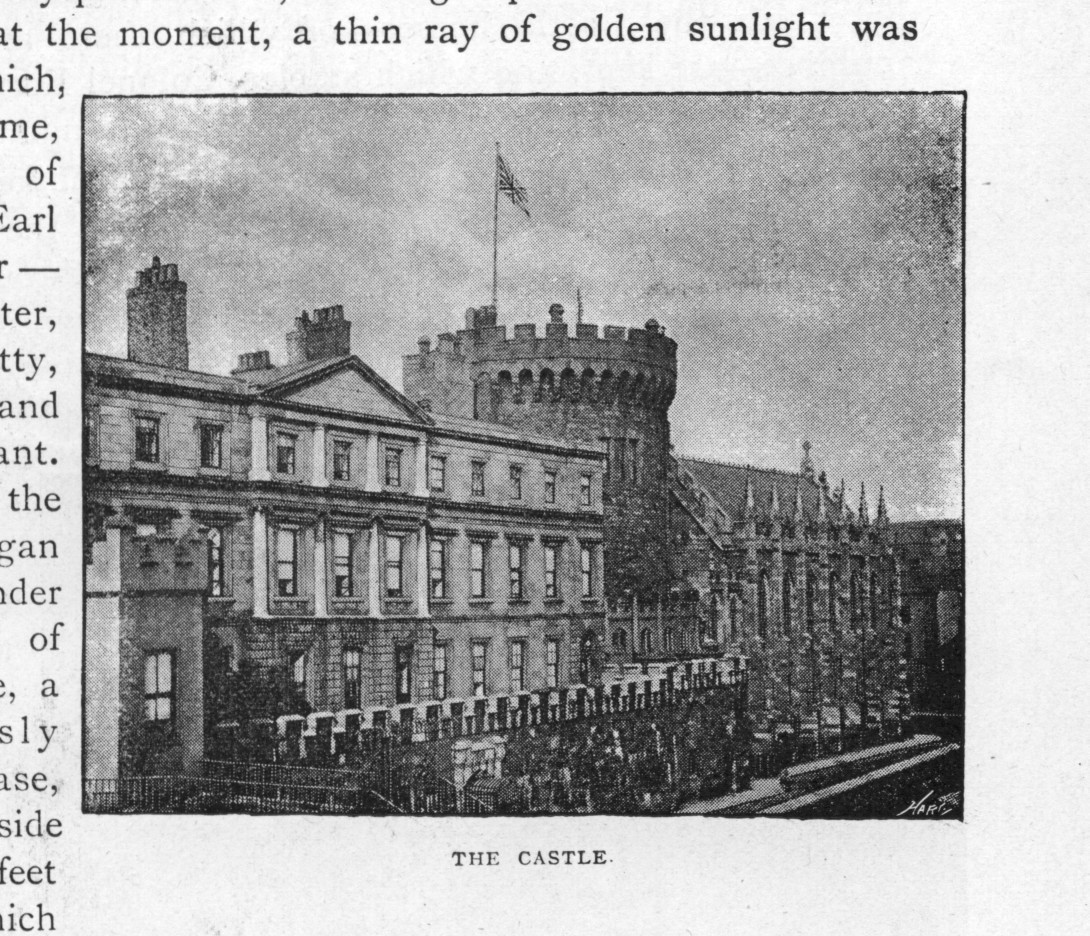 at the moment, a thin ray of golden sunlight was
hich,
me,
of
Earl
r —
ter,
tty,
and
ant.
the
gan
nder
of
e, a
sly
ase,
side
feet
hich
THE CASTLE.